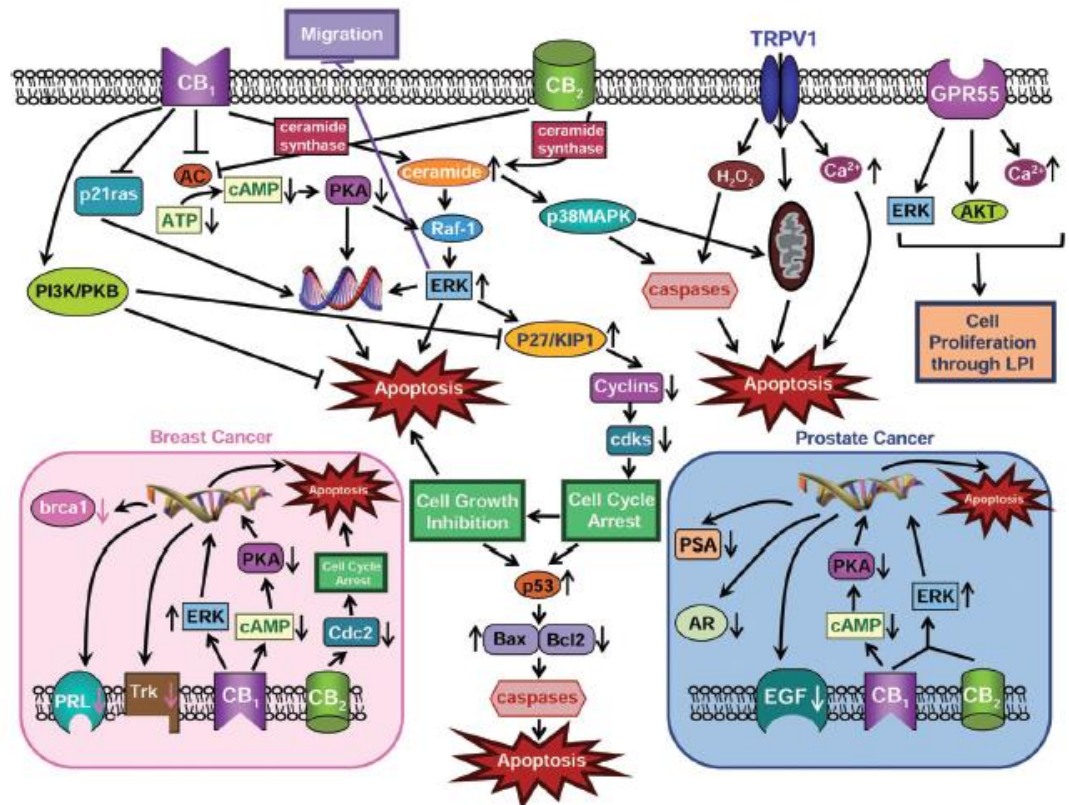 Migration
TRPV1
CB1
CB2
GPR55
ceramide
synthase
ceramide
synthase
p21ras
AC
cAMP
ATP
PKA
ceramide
Raf-1
H2O2
Ca2+
Ca2+
p38MAPK
ERK
AKT
PI3K/PKB
ERK
caspases
P27/KIP1
Cell
Proliferation
through LPI
Apoptosis
Cyclins
Apoptosis
cdks
Breast Cancer
Prostate Cancer
Cell Growth
Inhibition
Cell Cycle
Arrest
brca1
Apoptosis
PKA
Cell Cycle
Arrest
ERK
cAMP
Cdc2
PRL
Trk
CB1
CB2
p53
Bax
Bcl2
caspases
Apoptosis
Apoptosis
PSA
PKA
ERK
AR
cAMP
EGF
CB1
CB2